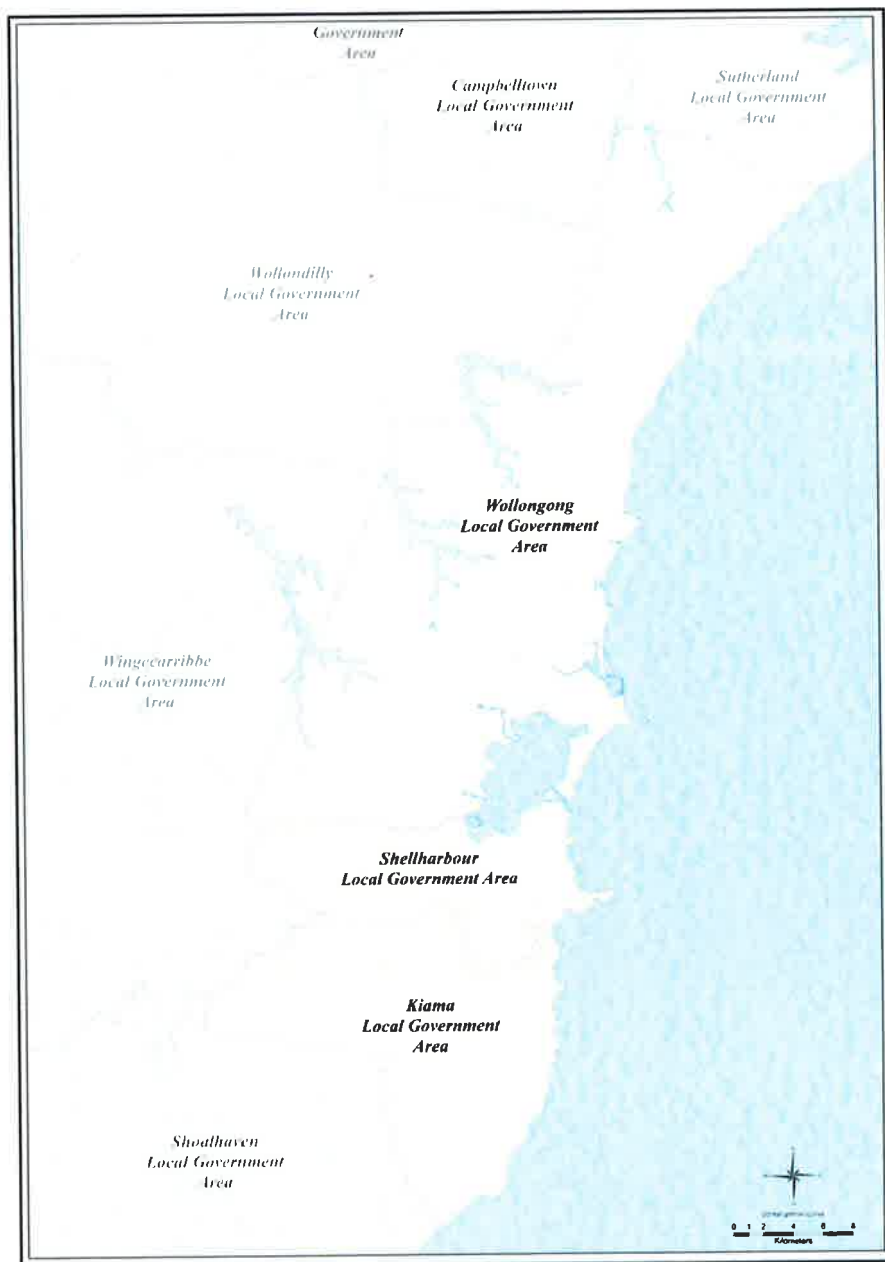 Government
Area
Campbelltown
Local Government
Area
Sutherland
Local Government
Area
Wollondilly
Local Government
Area
Wollongong
Local Government
Area
Wingecarribbe
Local Government
Area
Shellharbour
Local Government Area
Kiama
Local Government
Area
Shoalhaven
Local Government
Area
0 1 2 4 6 8
Kilometers